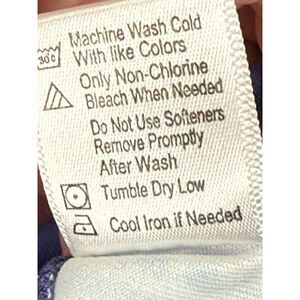 Machine Wash Cold
30°C With like Colors
Only Non-Chlorine
Bleach When Needed
Do Not Use Softeners
Remove Promptly
After Wash
Tumble Dry Low
Cool Iron if Needed